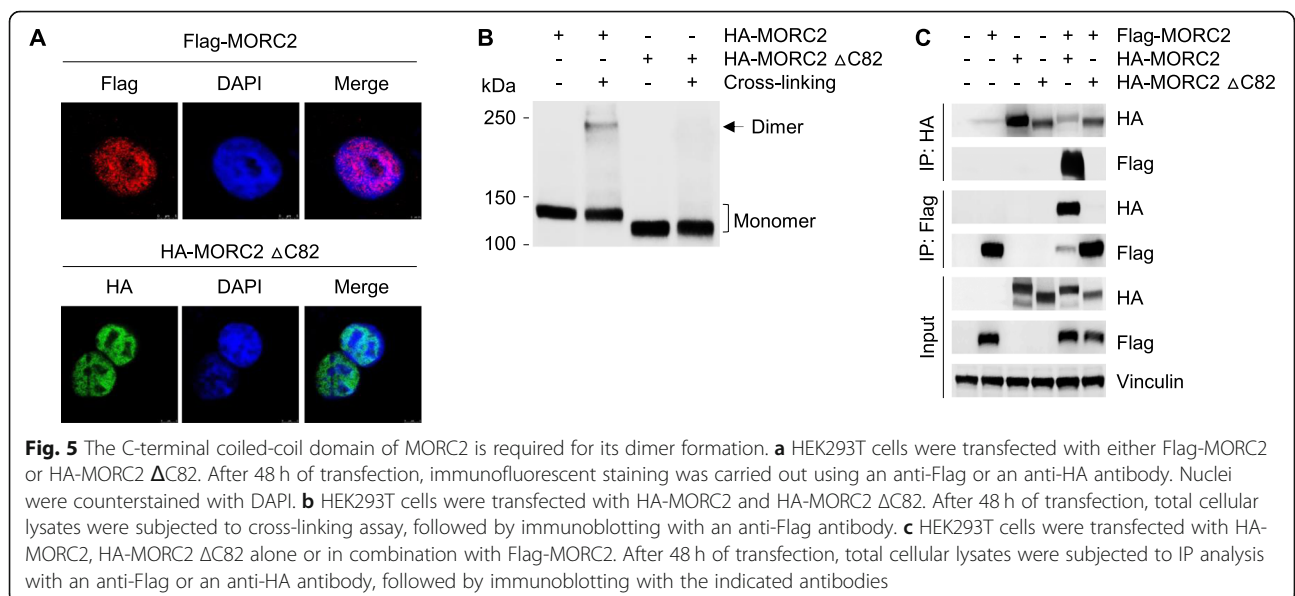 A
Flag-MORC2
Flag DAPI Merge
HA-MORC2 △C82
HA DAPI Merge
B
+ + - - HA-MORC2
- - + + HA-MORC2 △C82
- + - + Cross-linking
kDa
250 -
Dimer
150 -
Monomer
100 -
C
- + - - + + Flag-MORC2
- - + - + - HA-MORC2
- - - + - + HA-MORC2 △C82
IP: HA
HA
Flag
IP: Flag
HA
Flag
Input
HA
Flag
Vinculin
Fig. 5 The C-terminal coiled-coil domain of MORC2 is required for its dimer formation. a HEK293T cells were transfected with either Flag-MORC2
or HA-MORC2 ΔC82. After 48 h of transfection, immunofluorescent staining was carried out using an anti-Flag or an anti-HA antibody. Nuclei
were counterstained with DAPI. b HEK293T cells were transfected with HA-MORC2 and HA-MORC2 ΔC82. After 48 h of transfection, total cellular
lysates were subjected to cross-linking assay, followed by immunoblotting with an anti-Flag antibody. c HEK293T cells were transfected with HA-
MORC2, HA-MORC2 ΔC82 alone or in combination with Flag-MORC2. After 48 h of transfection, total cellular lysates were subjected to IP analysis
with an anti-Flag or an anti-HA antibody, followed by immunoblotting with the indicated antibodies